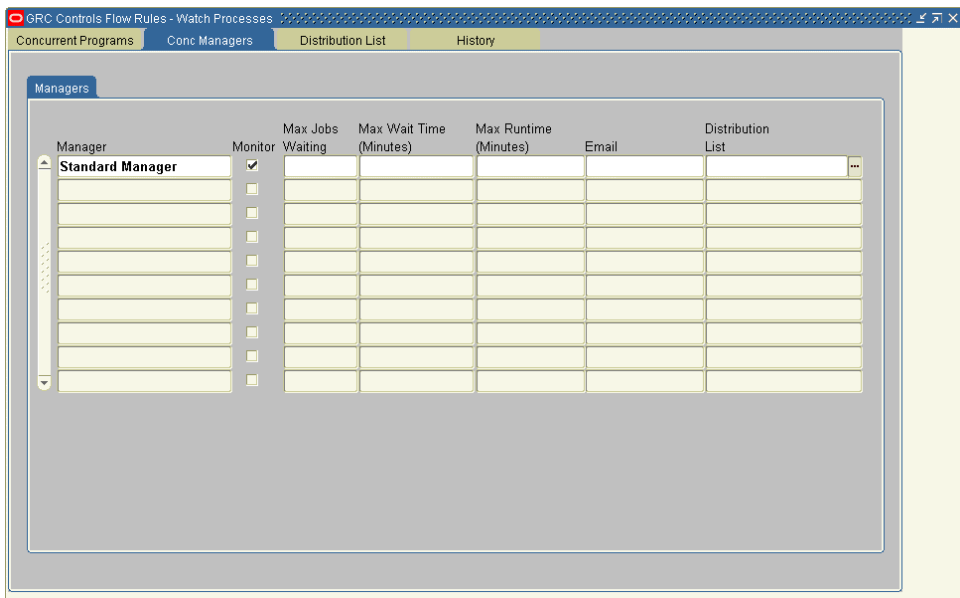 GRC Controls Flow Rules - Watch Processes
Concurrent Programs Conc Managers Distribution List History
Managers
Max Jobs Max Wait Time Max Runtime Distribution
Manager Monitor Waiting (Minutes) (Minutes) Email List
Standard Manager